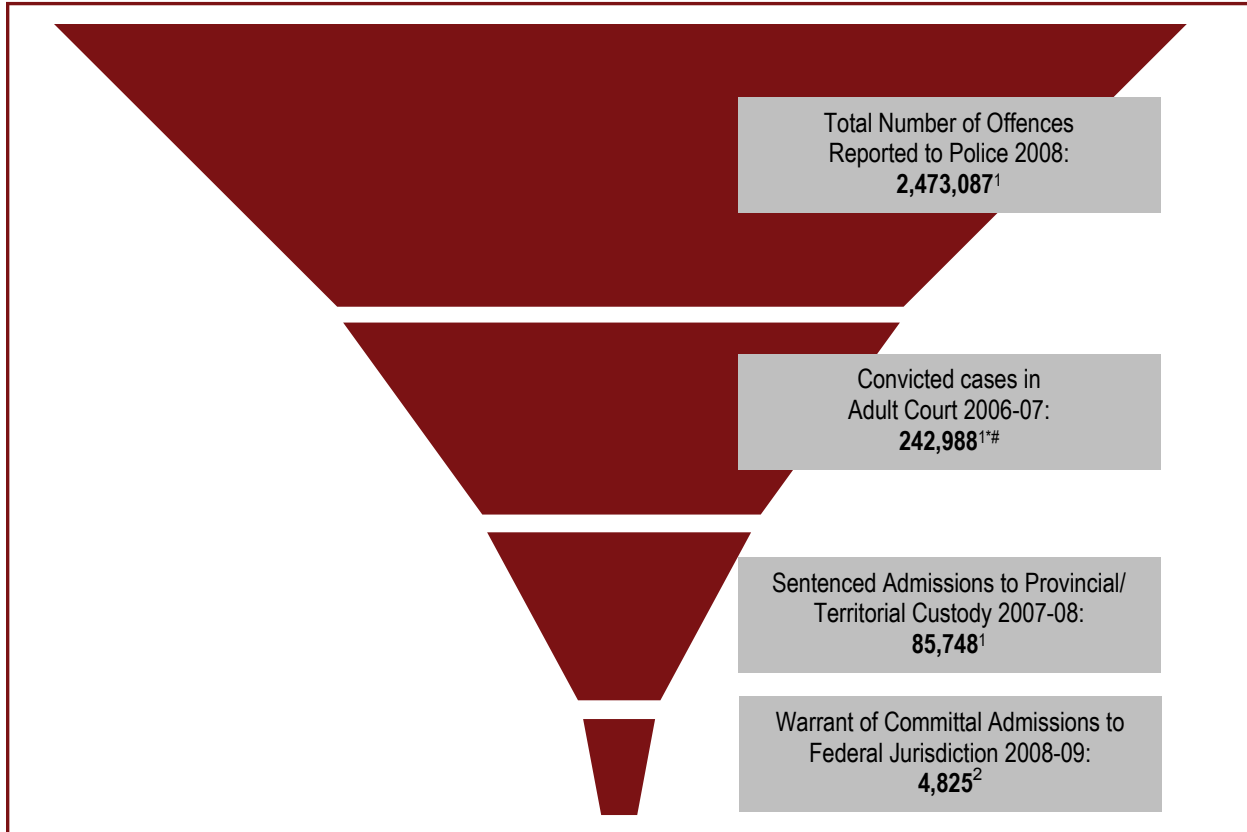 Total Number of Offences
Reported to Police 2008:
2,473,087¹
Convicted cases in
Adult Court 2006-07:
242,988¹*#
Sentenced Admissions to Provincial/
Territorial Custody 2007-08:
85,748¹
Warrant of Committal Admissions to
Federal Jurisdiction 2008-09:
4,825²